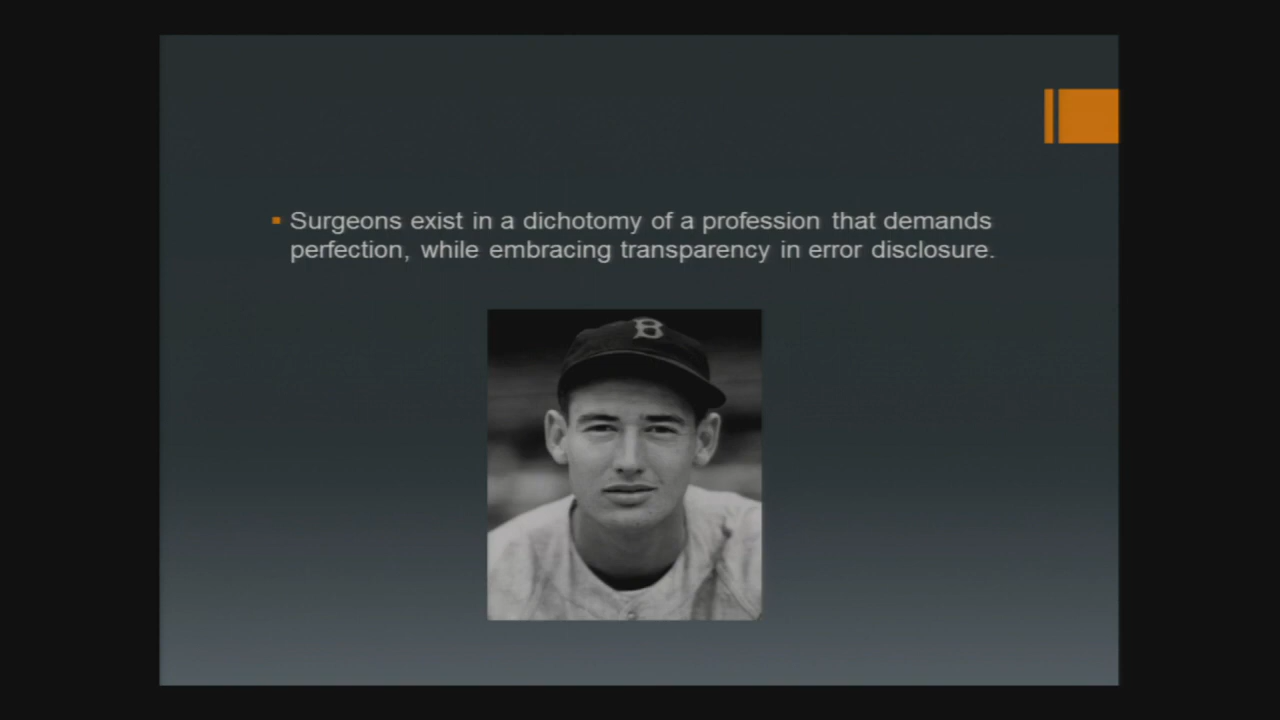 Surgeons exist in a dichotomy of a profession that demands
perfection, while embracing transparency in error disclosure.
B